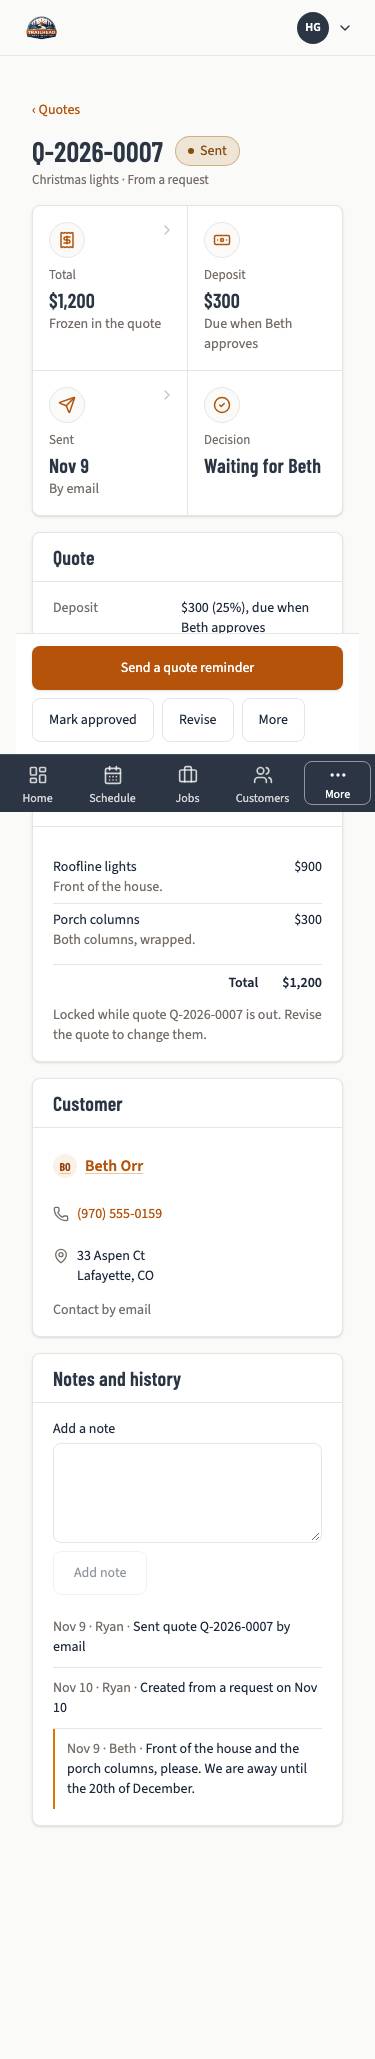 TRAILHEAD
HG
‹ Quotes
Q-2026-0007 Sent
Christmas lights · From a request
Total
$1,200
Frozen in the quote
Deposit
$300
Due when Beth
approves
Sent
Nov 9
By email
Decision
Waiting for Beth
Quote
Deposit $300 (25%), due when
Beth approves
Send a quote reminder
Mark approved Revise More
Home Schedule Jobs Customers More
Roofline lights $900
Front of the house.
Porch columns $300
Both columns, wrapped.
Total $1,200
Locked while quote Q-2026-0007 is out. Revise
the quote to change them.
Customer
BO Beth Orr
(970) 555-0159
33 Aspen Ct
Lafayette, CO
Contact by email
Notes and history
Add a note
Add note
Nov 9 · Ryan · Sent quote Q-2026-0007 by
email
Nov 10 · Ryan · Created from a request on Nov
10
Nov 9 · Beth · Front of the house and the
porch columns, please. We are away until
the 20th of December.